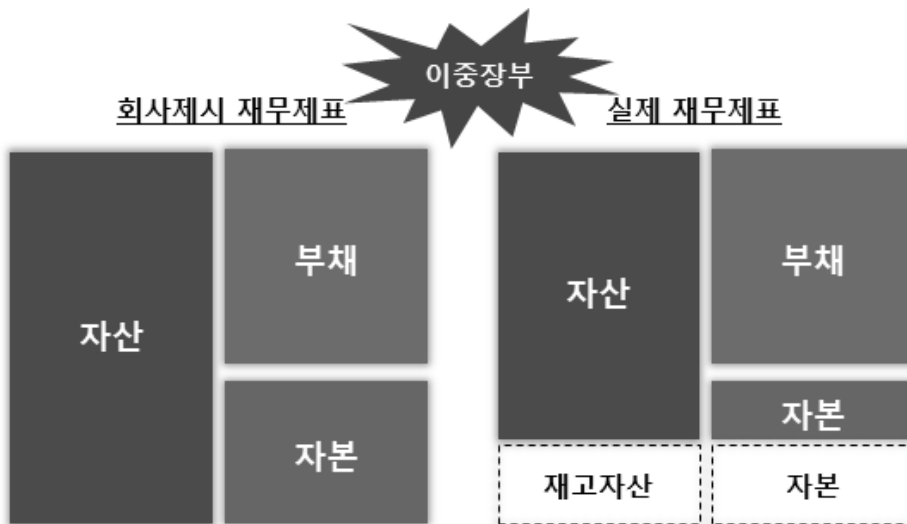 이중장부
회사제시 재무제표
실제 재무제표
자산
부채
자본
자산
부채
자본
재고자산
자본